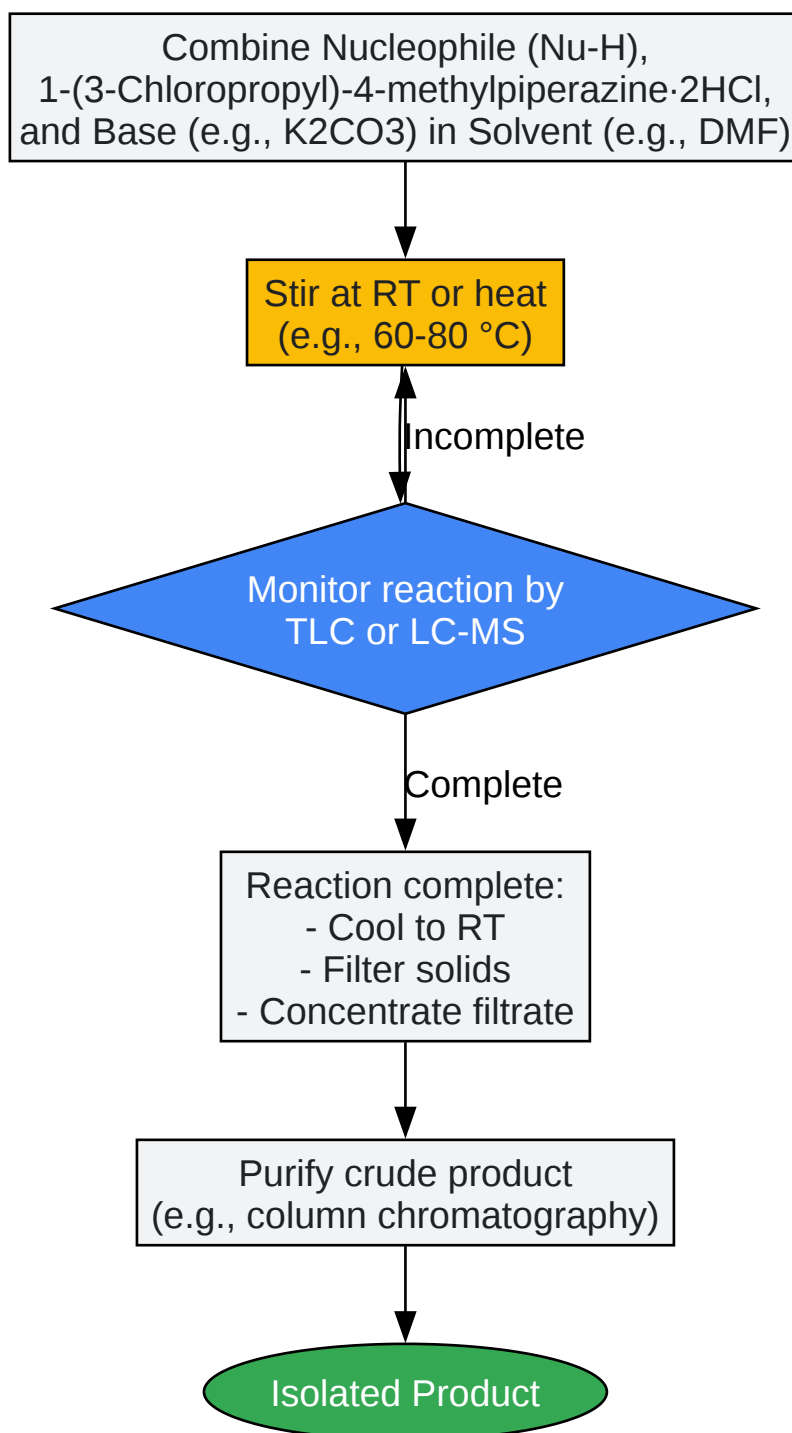 Combine Nucleophile (Nu-H),
1-(3-Chloropropyl)-4-methylpiperazine·2HCl,
and Base (e.g., K2CO3) in Solvent (e.g., DMF)
Stir at RT or heat
(e.g., 60-80 °C)
Incomplete
Monitor reaction by
TLC or LC-MS
Complete
Reaction complete:
- Cool to RT
- Filter solids
- Concentrate filtrate
Purify crude product
(e.g., column chromatography)
Isolated Product